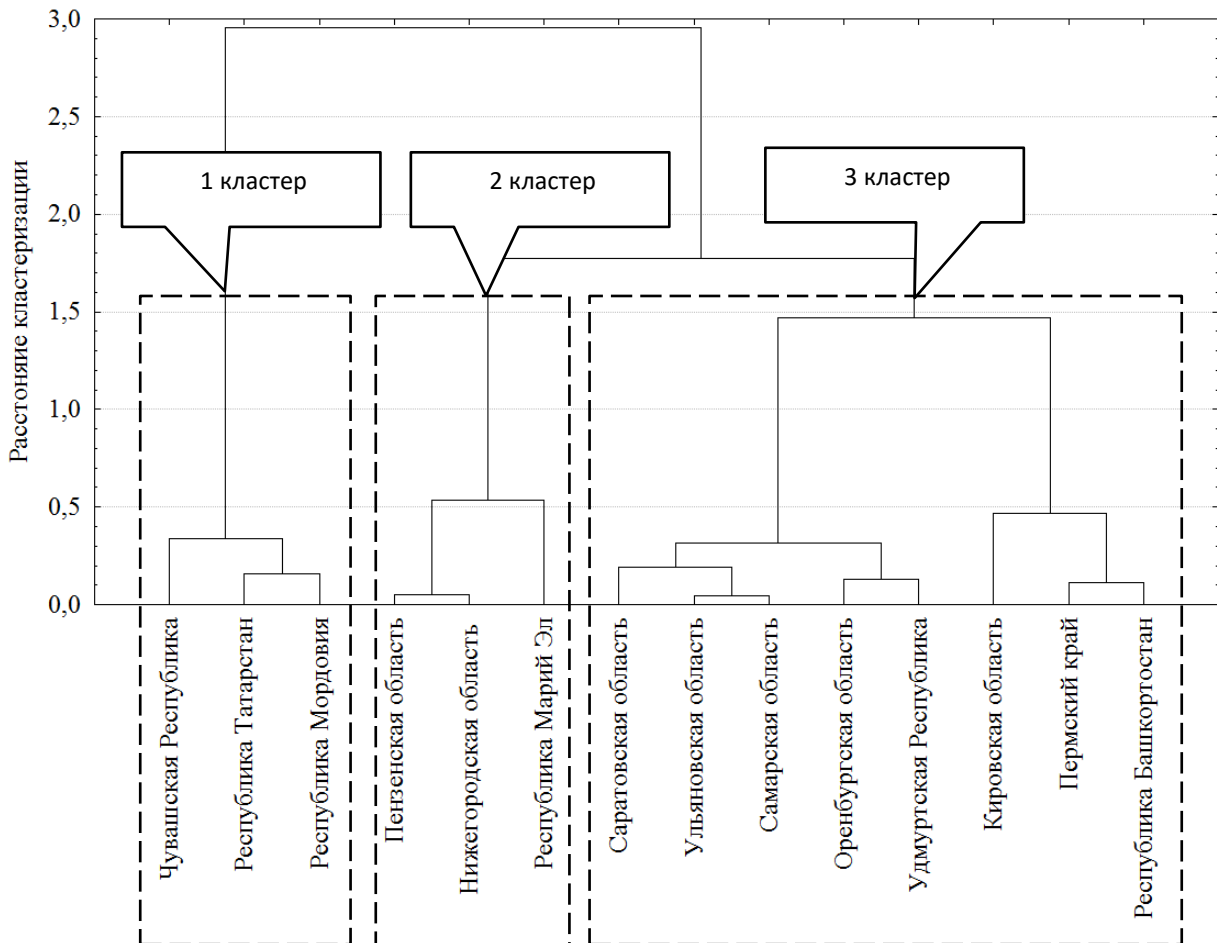 3,0
2,5
2,0
1,5
1,0
0,5
0,0
Расстоняие кластеризации
1 кластер
2 кластер
3 кластер
Чувашская Республика
Республика Татарстан
Республика Мордовия
Пензенская область
Нижегородская область
Республика Марий Эл
Саратовская область
Ульяновская область
Самарская область
Оренбургская область
Удмуртская Республика
Кировская область
Пермский край
Республика Башкортостан